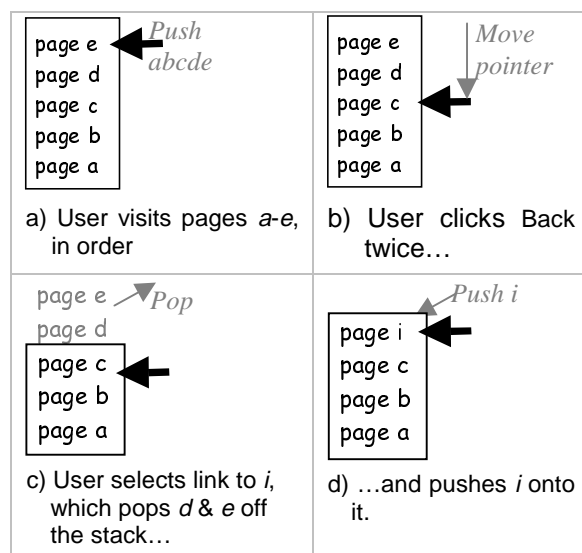 page e
page d
page c
page b
page a
Push
abcde
a) User visits pages a-e,
in order
page e
page d
page c
page b
page a
Move
pointer
b) User clicks Back
twice…
page e
page d
page c
page b
page a
Pop
c) User selects link to i,
which pops d & e off
the stack…
Push i
page i
page c
page b
page a
d) …and pushes i onto
it.